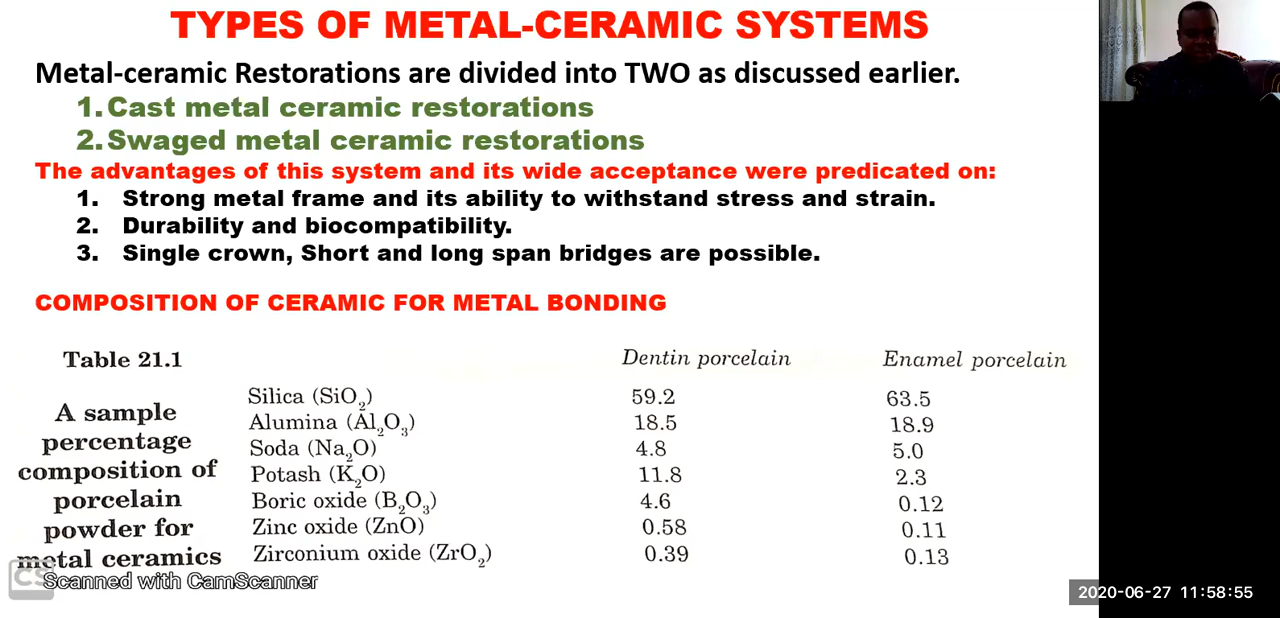 TYPES OF METAL-CERAMIC SYSTEMS
Metal-ceramic Restorations are divided into TWO as discussed earlier.
1. Cast metal ceramic restorations
2. Swaged metal ceramic restorations
The advantages of this system and its wide acceptance were predicated on:
1. Strong metal frame and its ability to withstand stress and strain.
2. Durability and biocompatibility.
3. Single crown, Short and long span bridges are possible.
COMPOSITION OF CERAMIC FOR METAL BONDING
Table 21.1
A sample
percentage
composition of
porcelain
powder for
metal ceramics
Dentin porcelain Enamel porcelain
Silica (SiO₂) 59.2 63.5
Alumina (Al₂O₃) 18.5 18.9
Soda (Na₂O) 4.8 5.0
Potash (K₂O) 11.8 2.3
Boric oxide (B₂O₃) 4.6 0.12
Zinc oxide (ZnO) 0.58 0.11
Zirconium oxide (ZrO₂) 0.39 0.13
CS Scanned with CamScanner
2020-06-27 11:58:55